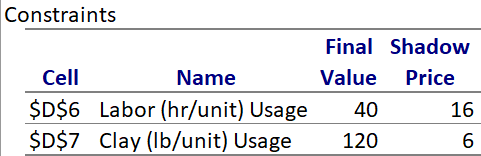 Constraints
Final Shadow
Cell Name Value Price
$D$6 Labor (hr/unit) Usage 40 16
$D$7 Clay (lb/unit) Usage 120 6